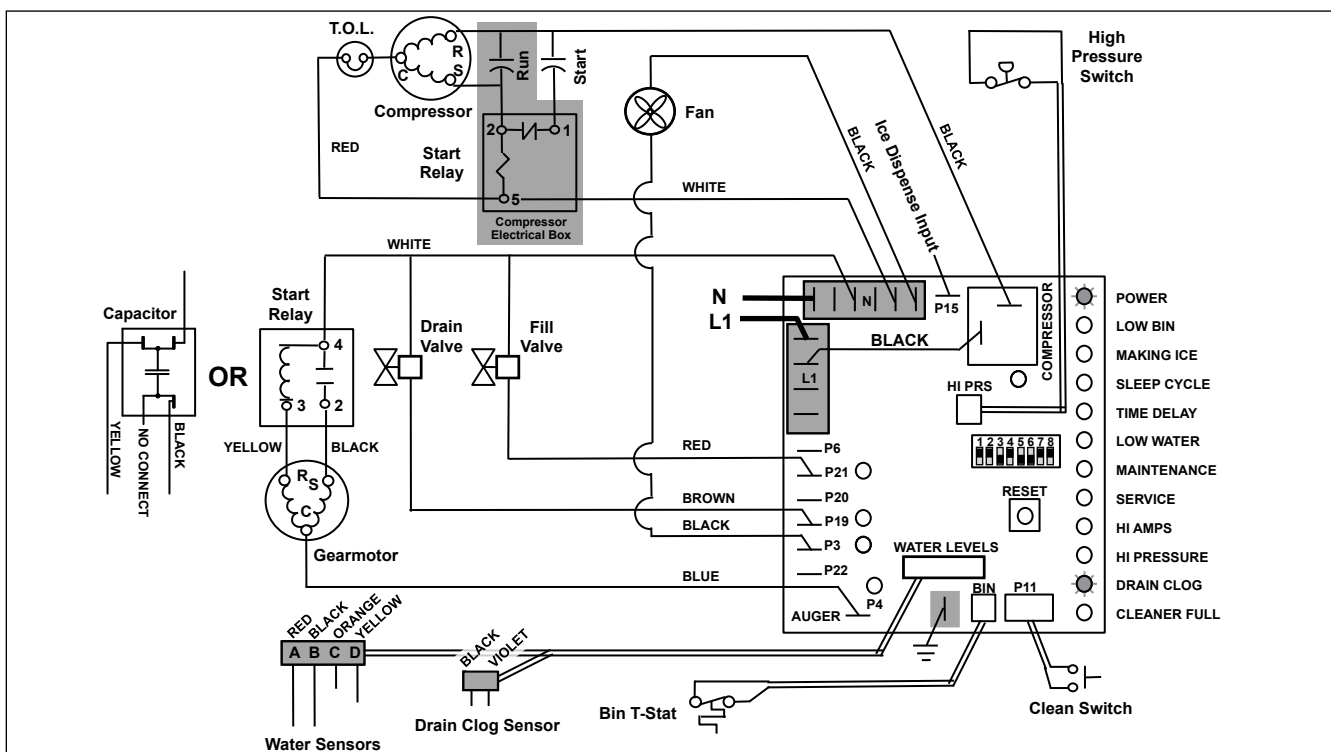 T.O.L.
R
S
C
Compressor
Run
Start
2
1
5
Start
Relay
Compressor
Electrical Box
RED
WHITE
Fan
BLACK
Ice Dispense Input
BLACK
High
Pressure
Switch
WHITE
Capacitor
YELLOW
NO CONNECT
BLACK
OR
Start
Relay
4
3
2
YELLOW
BLACK
R
S
C
Gearmotor
Drain
Valve
Fill
Valve
N
L1
N
P15
L1
BLACK
COMPRESSOR
HI PRS
1 2 3 4 5 6 7 8
RESET
RED
BROWN
BLACK
BLUE
P6
P21
P20
P19
P3
P22
P4
AUGER
WATER LEVELS
BIN
P11
POWER
LOW BIN
MAKING ICE
SLEEP CYCLE
TIME DELAY
LOW WATER
MAINTENANCE
SERVICE
HI AMPS
HI PRESSURE
DRAIN CLOG
CLEANER FULL
RED
BLACK
ORANGE
YELLOW
A B C D
Water Sensors
BLACK
VIOLET
Drain Clog Sensor
Bin T-Stat
Clean Switch